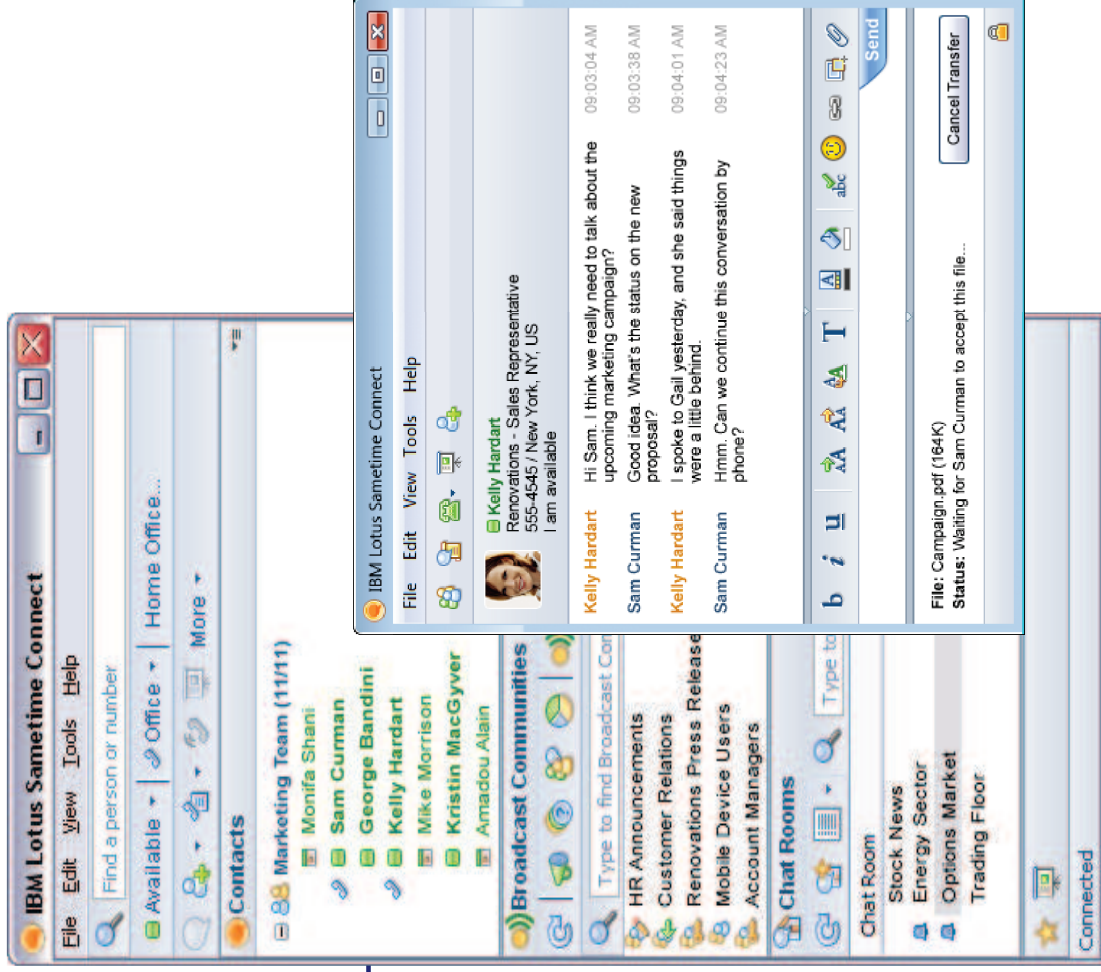 IBM Lotus Sametime Connect
File Edit View Tools Help
Find a person or number
Available Office Home Office...
More
Contacts
Marketing Team (11/11)
Monifa Shani
Sam Curman
George Bandini
Kelly Hardart
Mike Morrison
Kristin MacGyver
Amadou Alain
Broadcast Communities
Type to find Broadcast Cor
HR Announcements
Customer Relations
Renovations Press Release
Mobile Device Users
Account Managers
Chat Rooms
Type to
Chat Room
Stock News
Energy Sector
Options Market
Trading Floor
Connected
IBM Lotus Sametime Connect
File Edit View Tools Help
Kelly Hardart
Renovations - Sales Representative
555-4545 / New York, NY, US
I am available
Kelly Hardart Hi Sam. I think we really need to talk about the 09:03:04 AM
upcoming marketing campaign?
Sam Curman Good idea. What's the status on the new 09:03:38 AM
proposal?
Kelly Hardart I spoke to Gail yesterday, and she said things 09:04:01 AM
were a little behind.
Sam Curman Hmm. Can we continue this conversation by 09:04:23 AM
phone?
b i u AA AA AA T A abc
Send
File: Campaign.pdf (164K)
Status: Waiting for Sam Curman to accept this file...
Cancel Transfer